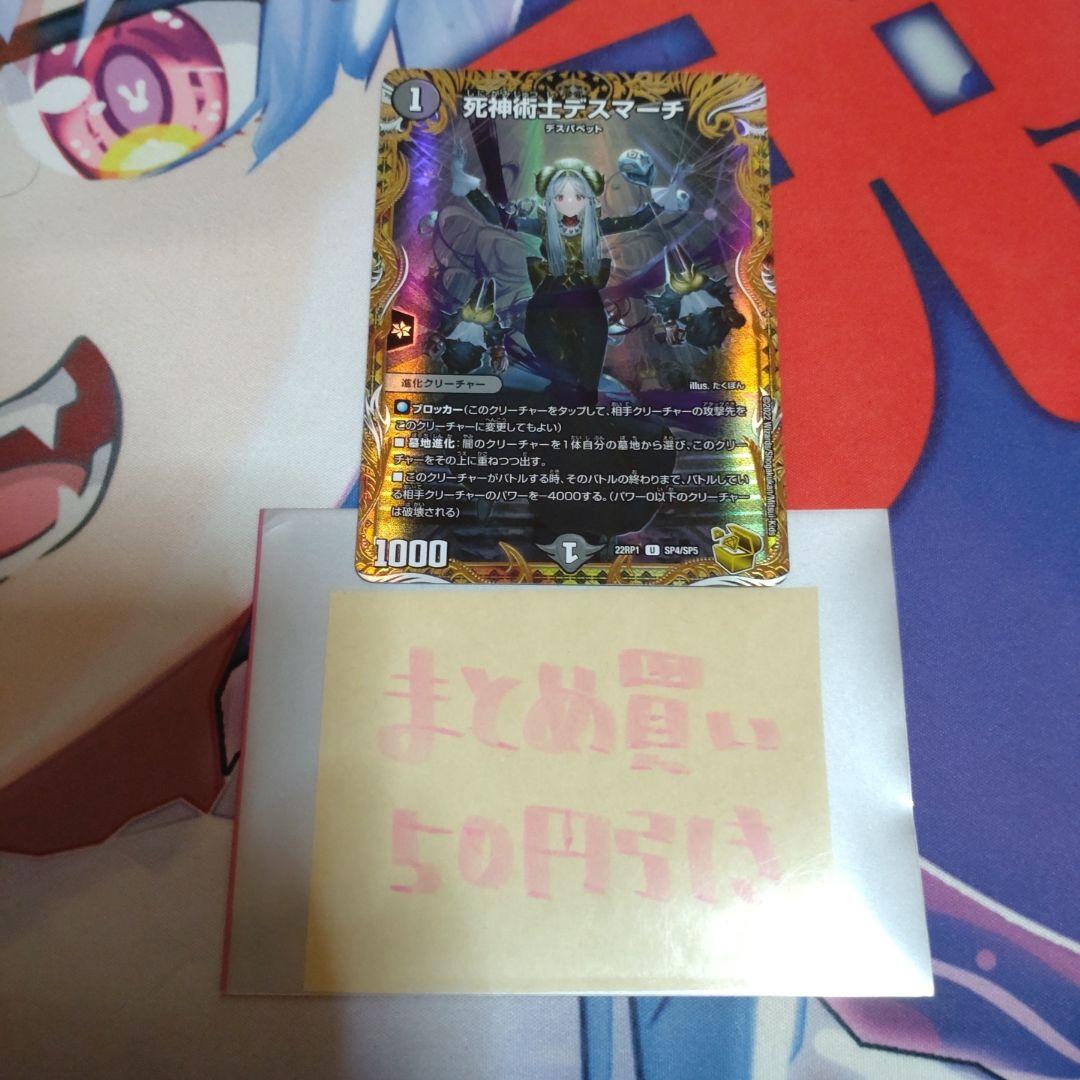 1
死神術士デスマーチ
デスパペット
進化クリーチャー
illus. たくぽん
ブロッカー(このクリーチャーをタップして、相手クリーチャーの攻撃先を
このクリーチャーに変更してもよい)
■墓地進化:闇のクリーチャーを1体自分の墓地から選び、このクリー
チャーをその上に重ねつつ出す。
■このクリーチャーがバトルする時、そのバトルの終わりまで、バトルしてい
る相手クリーチャーのパワーを-4000する。(パワー0以下のクリーチャー
は破壊される)
1000
1
22RP1 U SP4/SP5
©2022 Wizards/Shogakukan/Mitsui-Kids
まとめ買い
50円引き